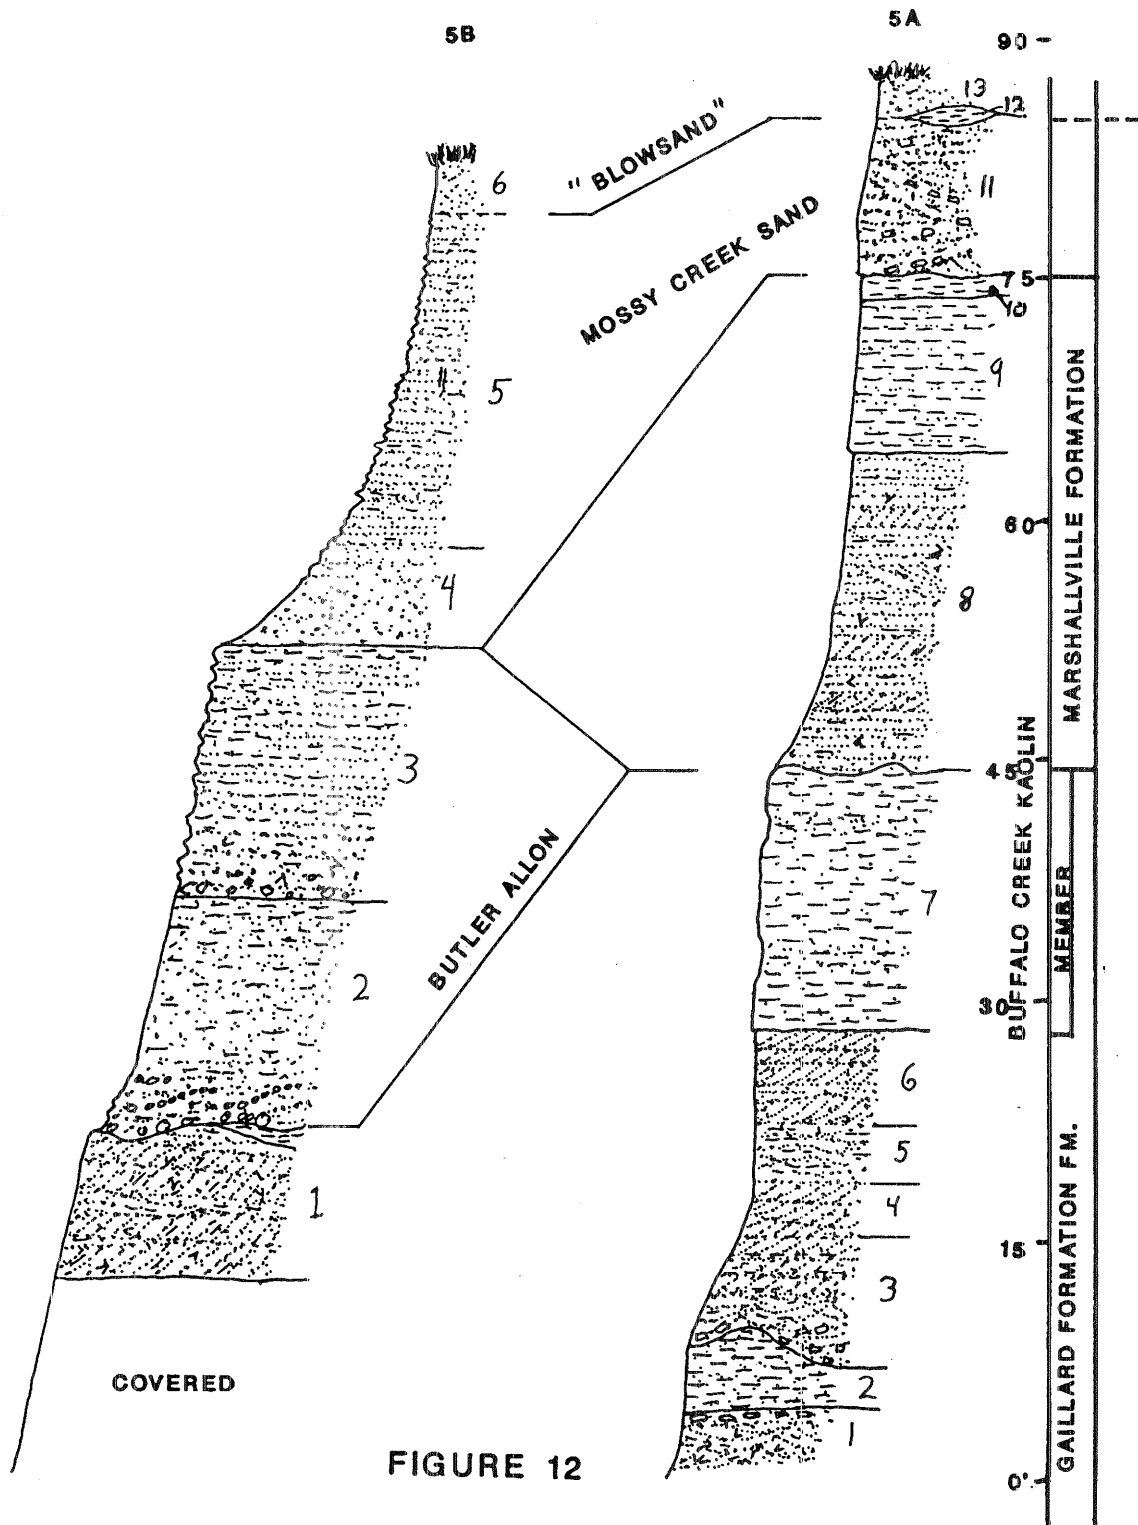 5B
5A
90
13
12
"BLOWSAND"
6
11
MOSSY CREEK SAND
75
10
9
5
60
4
8
MARSHALLVILLE FORMATION
3
45
BUFFALO CREEK KAOLIN
MEMBER
7
BUTLER ALLON
2
30
6
5
1
4
15
3
GAILLARD FORMATION FM.
COVERED
2
1
FIGURE 12
0'